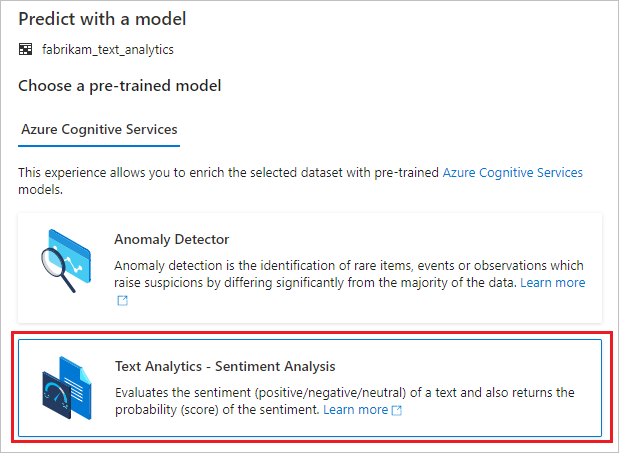 Predict with a model
fabrikam_text_analytics
Choose a pre-trained model
Azure Cognitive Services
This experience allows you to enrich the selected dataset with pre-trained Azure Cognitive Services
models.
Anomaly Detector
Anomaly detection is the identification of rare items, events or observations which
raise suspicions by differing significantly from the majority of the data. Learn more
Text Analytics - Sentiment Analysis
Evaluates the sentiment (positive/negative/neutral) of a text and also returns the
probability (score) of the sentiment. Learn more